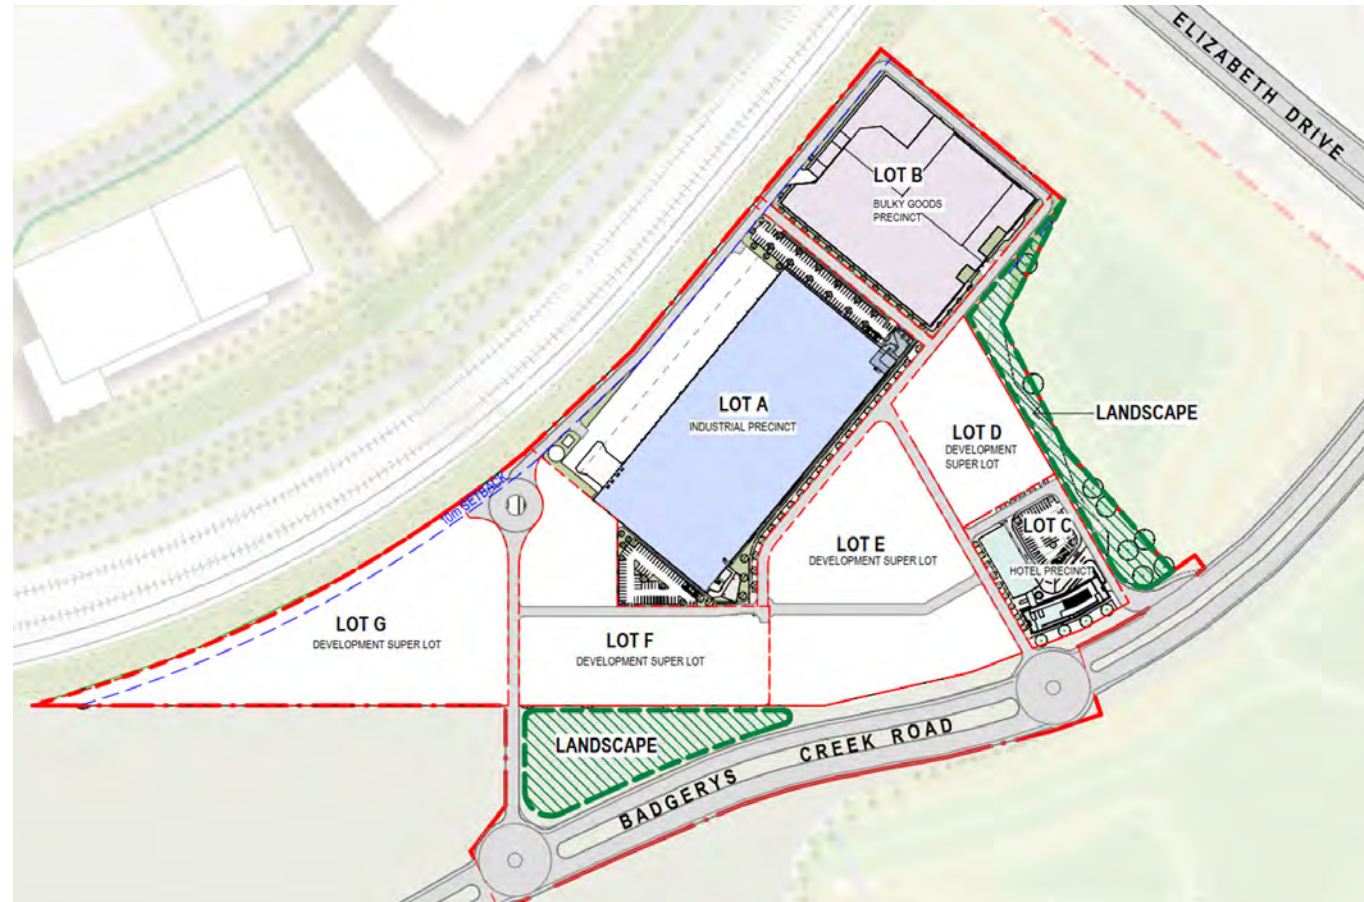 ELIZABETH DRIVE
LOT B
BULKY GOODS
PRECINCT
LOT A
INDUSTRIAL PRECINCT
LANDSCAPE
LOT D
DEVELOPMENT
SUPER LOT
10m SETBACK
LOT C
HOTEL PRECINCT
LOT E
DEVELOPMENT SUPER LOT
LOT G
DEVELOPMENT SUPER LOT
LOT F
DEVELOPMENT SUPER LOT
LANDSCAPE
BADGERYS CREEK ROAD